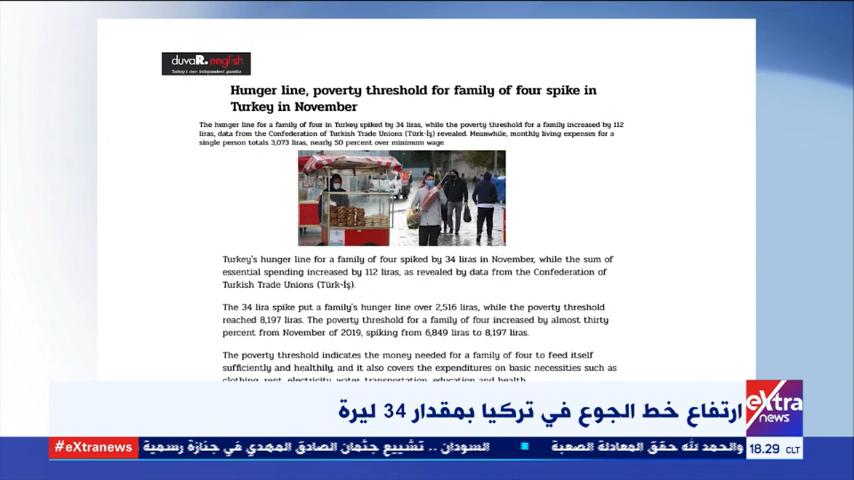 duvaR.english
Turkey's own independent gazette
Hunger line, poverty threshold for family of four spike in
Turkey in November
The hunger line for a family of four in Turkey spiked by 34 liras, while the poverty threshold for a family increased by 112
liras, data from the Confederation of Turkish Trade Unions (Türk-İş) revealed. Meanwhile, monthly living expenses for a
single person totals 3,073 liras, nearly 50 percent over minimum wage.
Turkey's hunger line for a family of four spiked by 34 liras in November, while the sum of
essential spending increased by 112 liras, as revealed by data from the Confederation of
Turkish Trade Unions (Türk-İş).
The 34 lira spike put a family's hunger line over 2,516 liras, while the poverty threshold
reached 8,197 liras. The poverty threshold for a family of four increased by almost thirty
percent from November of 2019, spiking from 6,849 liras to 8,197 liras.
The poverty threshold indicates the money needed for a family of four to feed itself
sufficiently and healthily, and it also covers the expenditures on basic necessities such as
clothing, rent, electricity, water, transportation, education and health.
ارتفاع خط الجوع في تركيا بمقدار 34 ليرة
eXtra
news
#eXtranews
والحمد لله حقق المعادلة الصعبة
السودان .. تشييع جثمان الصادق المهدي في جنازة رسمية
18.29 CLT